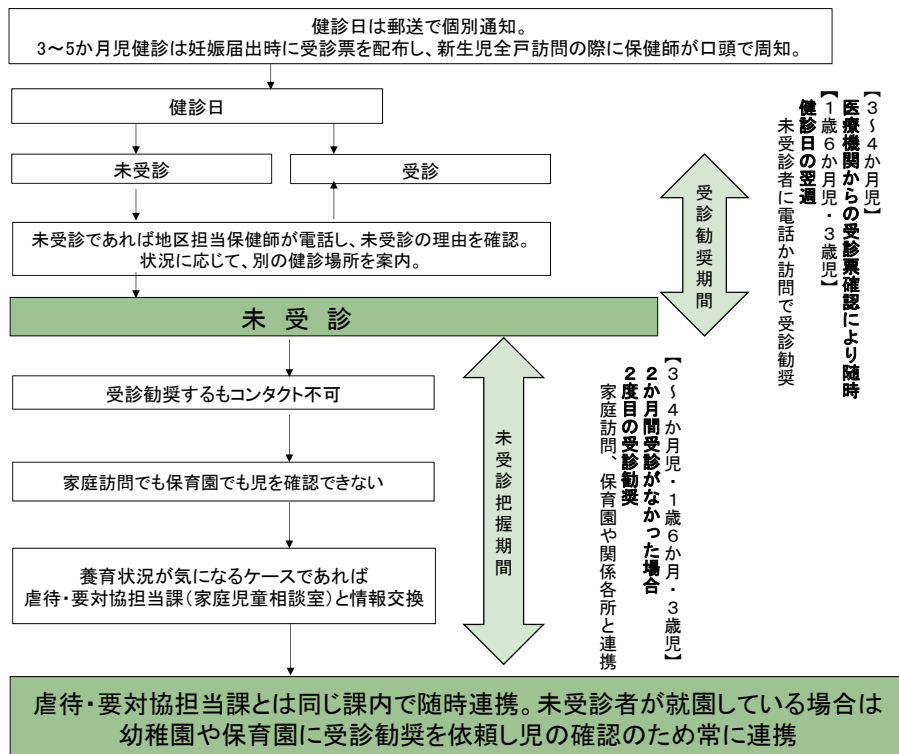 健診日は郵送で個別通知。
3～5か月児健診は妊娠届出時に受診票を配布し、新生児全戸訪問の際に保健師が口頭で周知。
健診日
未受診
受診
未受診であれば地区担当保健師が電話し、未受診の理由を確認。
状況に応じて、別の健診場所を案内。
未 受 診
受診勧奨するもコンタクト不可
家庭訪問でも保育園でも児を確認できない
養育状況が気になるケースであれば
虐待・要対協担当課（家庭児童相談室）と情報交換
受診勧奨期間
【３～４か月児】
医療機関からの受診票確認により随時
【１歳６か月児・３歳児】
健診日の翌週
未受診者に電話か訪問で受診勧奨
未受診把握期間
【３～４か月児・１歳６か月・３歳児】
２か月間受診がなかった場合
２度目の受診勧奨
家庭訪問、保育園や関係各所と連携
虐待・要対協担当課とは同じ課内で随時連携。未受診者が就園している場合は
幼稚園や保育園に受診勧奨を依頼し児の確認のため常に連携